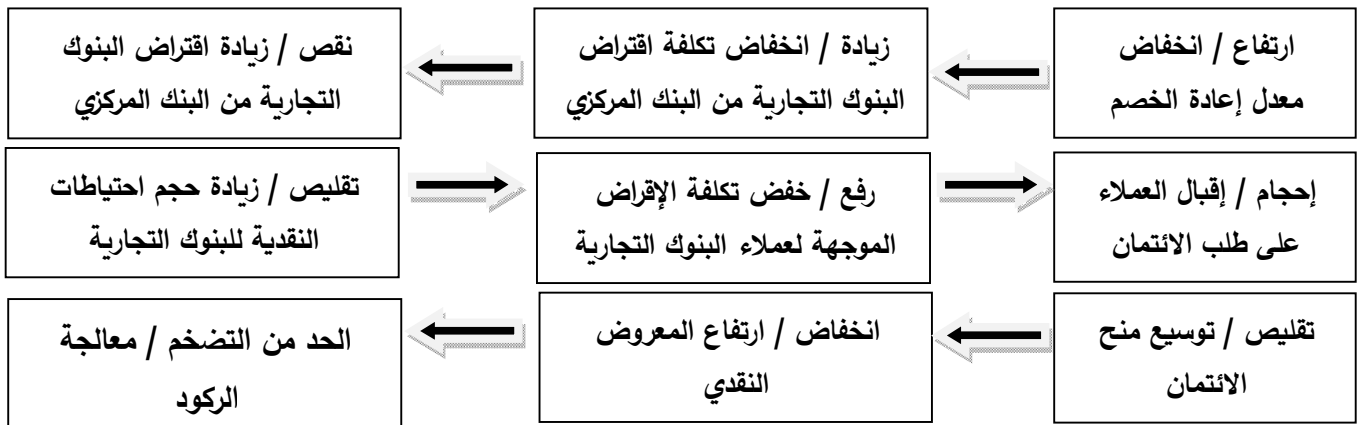 ارتفاع / انخفاض
معدل إعادة الخصم
زيادة / انخفاض تكلفة اقتراض
البنوك التجارية من البنك المركزي
نقص / زيادة اقتراض البنوك
التجارية من البنك المركزي
تقليص / زيادة حجم احتياطات
النقدية للبنوك التجارية
رفع / خفض تكلفة الإقراض
الموجهة لعملاء البنوك التجارية
إحجام / إقبال العملاء
على طلب الائتمان
تقليص / توسيع منح
الائتمان
انخفاض / ارتفاع المعروض
النقدي
الحد من التضخم / معالجة
الركود